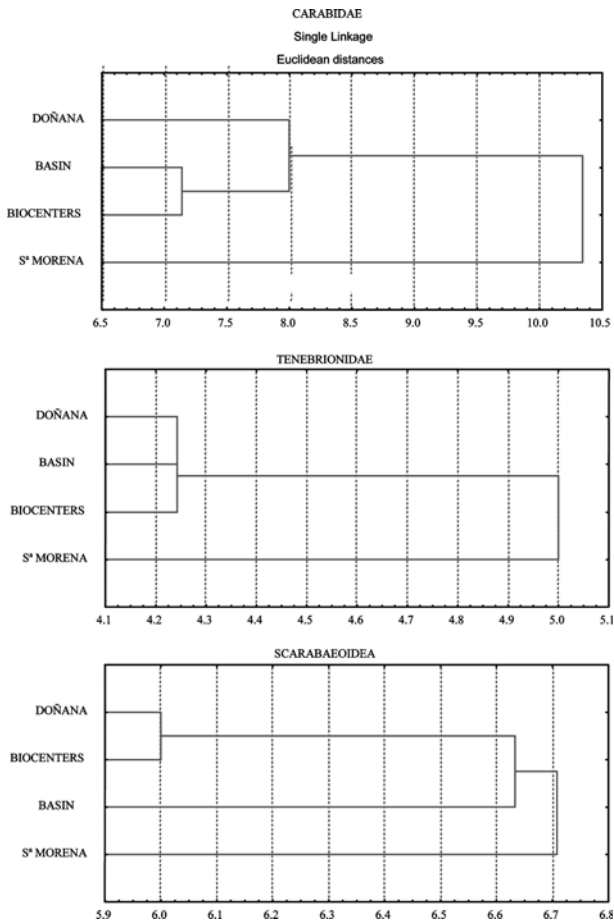 CARABIDAE
Single Linkage
Euclidean distances
DOÑANA
BASIN
BIOCENTERS
Sª MORENA
6.5 7.0 7.5 8.0 8.5 9.0 9.5 10.0 10.5
TENEBRIONIDAE
DOÑANA
BASIN
BIOCENTERS
Sª MORENA
4.1 4.2 4.3 4.4 4.5 4.6 4.7 4.8 4.9 5.0 5.1
SCARABAEOIDEA
DOÑANA
BIOCENTERS
BASIN
Sª MORENA
5.9 6.0 6.1 6.2 6.3 6.4 6.5 6.6 6.7 6.8